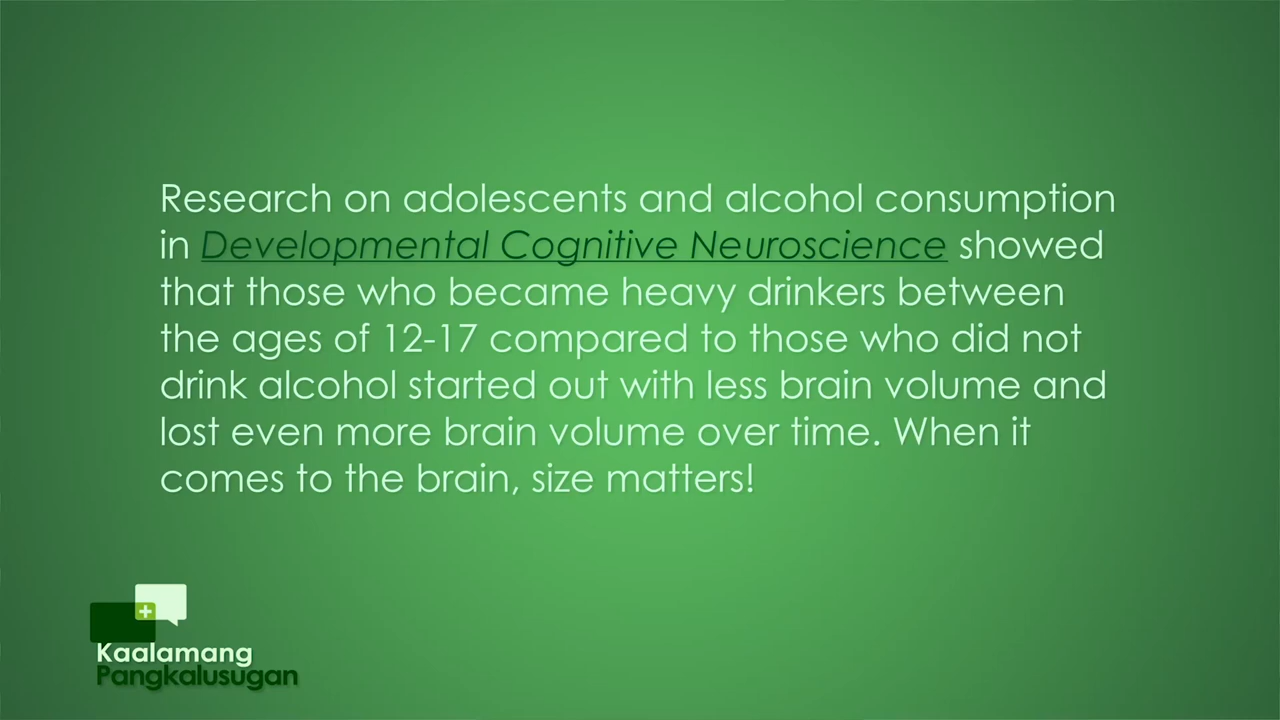 Research on adolescents and alcohol consumption
in Developmental Cognitive Neuroscience showed
that those who became heavy drinkers between
the ages of 12-17 compared to those who did not
drink alcohol started out with less brain volume and
lost even more brain volume over time. When it
comes to the brain, size matters!
Kaalamang
Pangkalusugan